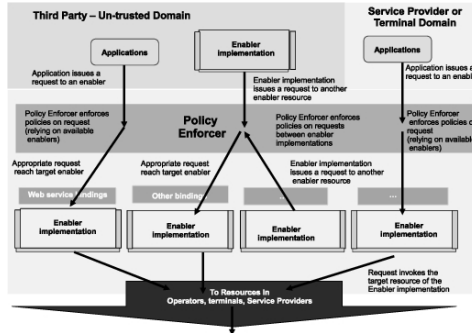 Third Party – Un-trusted Domain
Service Provider or
Terminal Domain
Applications
Enabler
implementation
Applications
Application issues a
request to an enabler
Enabler implementation
issues a request to another
enabler resource
Application issues a
request to an enabl
Policy Enforcer enforces
policies on request
(relying on available
enablers)
Policy
Enforcer
Policy Enforcer enforces
policies on requests
between enabler
implementations
Policy Enforcer
enforces policies o
request
(relying on available
enablers)
Appropriate request
reach target enabler
Appropriate request
reach target enabler
Enabler implementation
issues a request to another
enabler resource
Web service bindings
Other bindings
...
...
Enabler
implementation
Enabler
implementation
Enabler
implementation
Enabler
implementation
To Resources in
Operators, terminals, Service Providers
Request invokes the
target resource of the
Enabler implementation